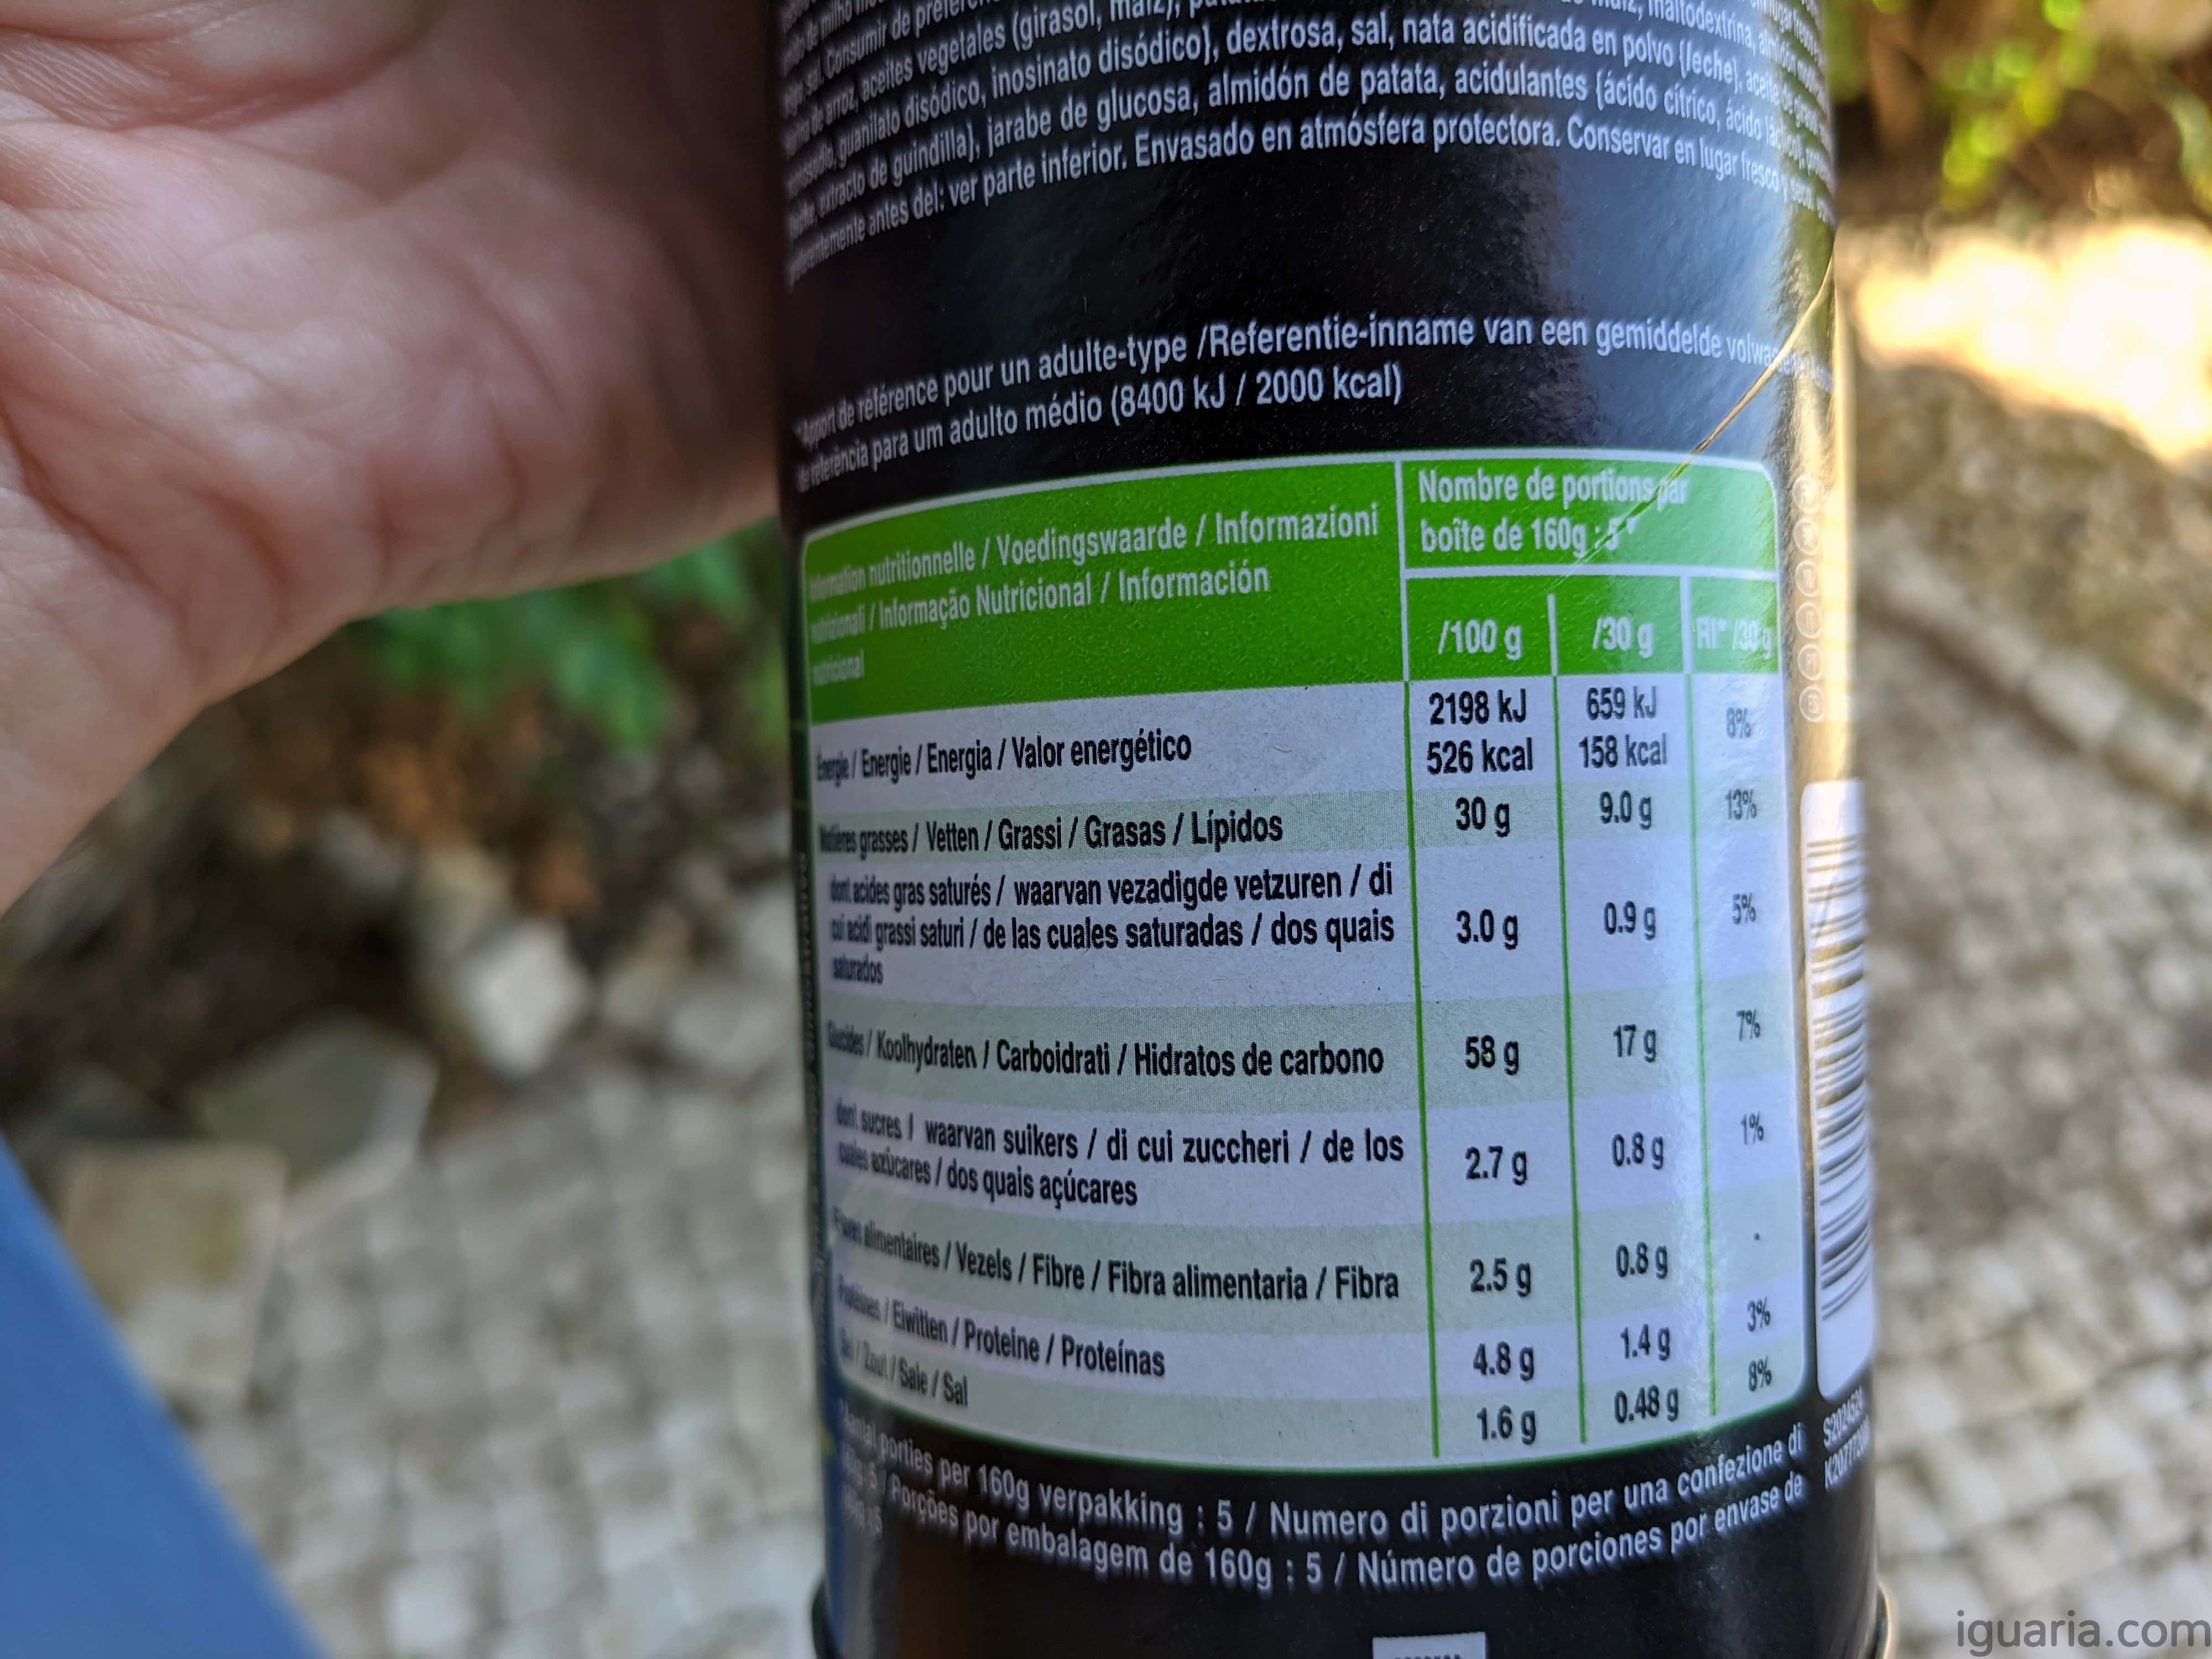 Consumir de
aceites vegetales (girasol, maíz), maltodextrina,
guanilato disódico, inosinato disódico), dextrosa, sal, nata acidificada en polvo (leche),
extracto de guindilla), jarabe de glucosa, almidón de patata, acidulantes (ácido cítrico, ácido
antes del: ver parte inferior. Envasado en atmósfera protectora. Conservar en lugar fresco
de référence pour un adulte-type /Referentie-inname van een gemiddelde
de referência para um adulto médio (8400 kJ / 2000 kcal)
Information nutritionnelle / Voedingswaarde / Informazioni
nutrizionali / Informação Nutricional / Información
nutricional
Nombre de portions par
boîte de 160g : 5
/100 g /30 g RI* /30 g
Énergie / Energie / Energia / Valor energético 2198 kJ 526 kcal 659 kJ 158 kcal 8%
Matières grasses / Vetten / Grassi / Grasas / Lípidos 30 g 9.0 g 13%
dont acides gras saturés / waarvan vezadigde vetzuren / di
cui acidi grassi saturi / de las cuales saturadas / dos quais
saturados 3.0 g 0.9 g 5%
Glucides / Koolhydraten / Carboidrati / Hidratos de carbono 58 g 17 g 7%
dont sucres / waarvan suikers / di cui zuccheri / de los
cuales azúcares / dos quais açúcares 2.7 g 0.8 g 1%
alimentaires / Vezels / Fibre / Fibra alimentaria / Fibra 2.5 g 0.8 g
Protéines / Eiwitten / Proteine / Proteínas 4.8 g 1.4 g 3%
Sel / Zout / Sale / Sal 1.6 g 0.48 g 8%
porties per 160g verpakking : 5 / Numero di porzioni per una confezione di
Porções por embalagem de 160g : 5 / Número de porciones por envase de
iguaria.com